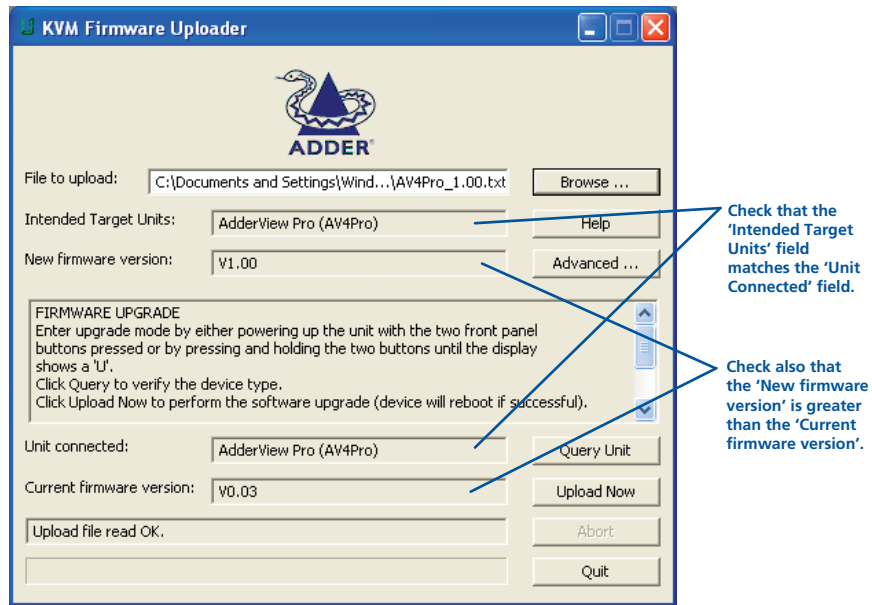 KVM Firmware Uploader
ADDER®
File to upload:
C:\Documents and Settings\Wind...\AV4Pro_1.00.txt
Browse ...
Intended Target Units:
AdderView Pro (AV4Pro)
Help
New firmware version:
V1.00
Advanced ...
FIRMWARE UPGRADE
Enter upgrade mode by either powering up the unit with the two front panel
buttons pressed or by pressing and holding the two buttons until the display
shows a 'U'.
Click Query to verify the device type.
Click Upload Now to perform the software upgrade (device will reboot if successful).
Unit connected:
AdderView Pro (AV4Pro)
Query Unit
Current firmware version:
V0.03
Upload Now
Upload file read OK.
Abort
Quit
Check that the
‘Intended Target
Units’ field
matches the ‘Unit
Connected’ field.
Check also that
the ‘New firmware
version’ is greater
than the ‘Current
firmware version’.